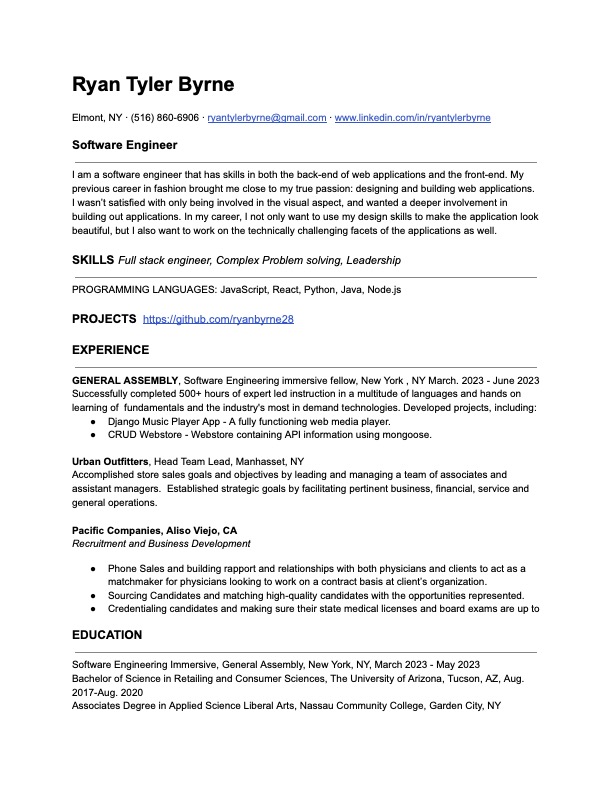 Ryan Tyler Byrne
Elmont, NY · (516) 860-6906 · ryantylerbyrne@gmail.com · www.linkedin.com/in/ryantylerbyrne
Software Engineer
I am a software engineer that has skills in both the back-end of web applications and the front-end. My
previous career in fashion brought me close to my true passion: designing and building web applications.
I wasn't satisfied with only being involved in the visual aspect, and wanted a deeper involvement in
building out applications. In my career, I not only want to use my design skills to make the application look
beautiful, but I also want to work on the technically challenging facets of the applications as well.
SKILLS Full stack engineer, Complex Problem solving, Leadership
PROGRAMMING LANGUAGES: JavaScript, React, Python, Java, Node.js
PROJECTS https://github.com/ryanbyrne28
EXPERIENCE
GENERAL ASSEMBLY, Software Engineering immersive fellow, New York , NY March. 2023 - June 2023
Successfully completed 500+ hours of expert led instruction in a multitude of languages and hands on
learning of fundamentals and the industry's most in demand technologies. Developed projects, including:
● Django Music Player App - A fully functioning web media player.
● CRUD Webstore - Webstore containing API information using mongoose.
Urban Outfitters, Head Team Lead, Manhasset, NY
Accomplished store sales goals and objectives by leading and managing a team of associates and
assistant managers. Established strategic goals by facilitating pertinent business, financial, service and
general operations.
Pacific Companies, Aliso Viejo, CA
Recruitment and Business Development
● Phone Sales and building rapport and relationships with both physicians and clients to act as a
matchmaker for physicians looking to work on a contract basis at client's organization.
● Sourcing Candidates and matching high-quality candidates with the opportunities represented.
● Credentialing candidates and making sure their state medical licenses and board exams are up to
EDUCATION
Software Engineering Immersive, General Assembly, New York, NY, March 2023 - May 2023
Bachelor of Science in Retailing and Consumer Sciences, The University of Arizona, Tucson, AZ, Aug.
2017-Aug. 2020
Associates Degree in Applied Science Liberal Arts, Nassau Community College, Garden City, NY